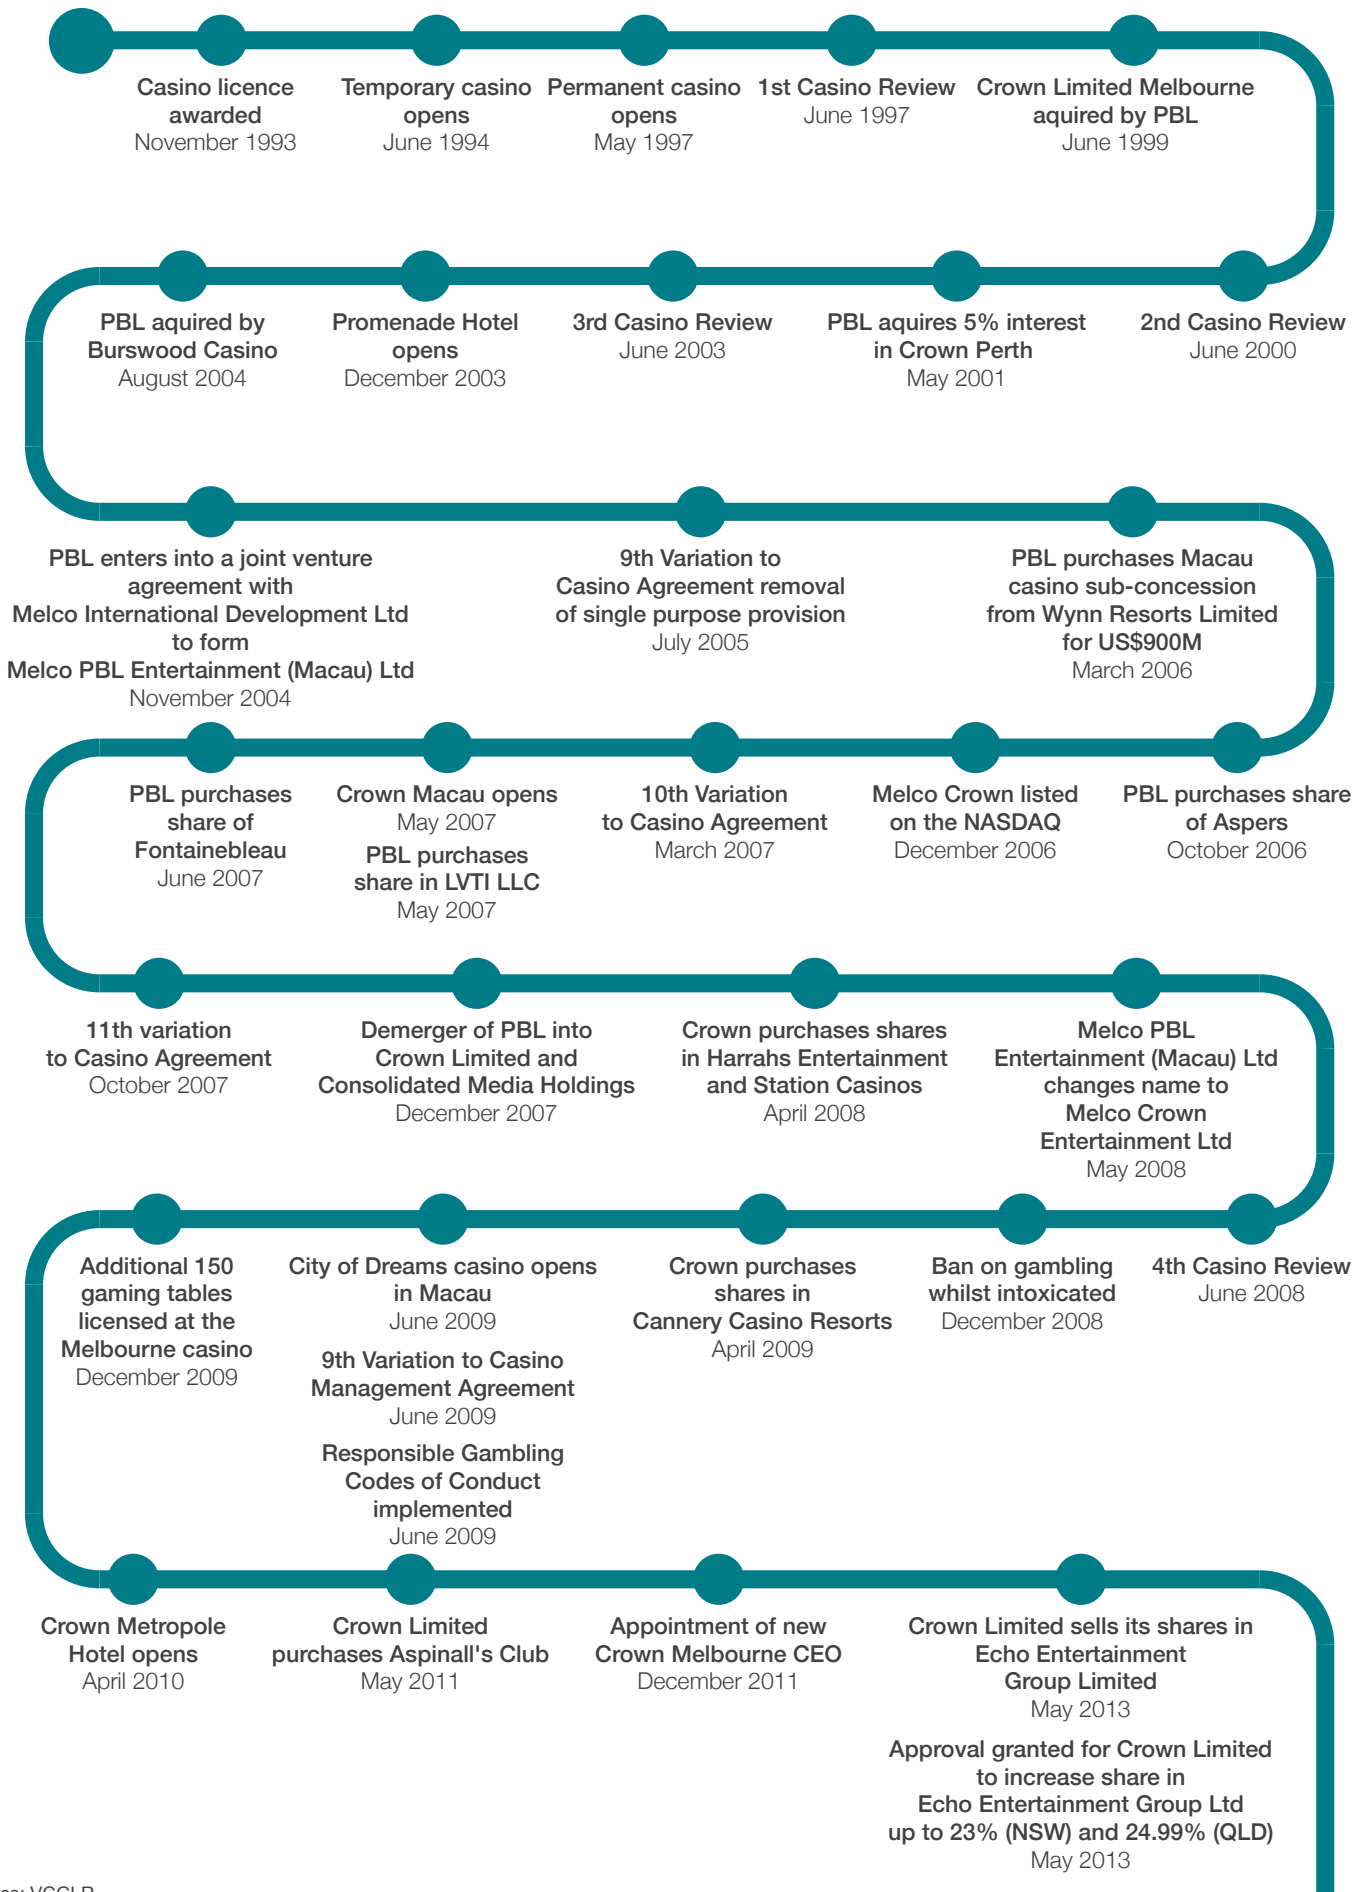 Casino licence
awarded
November 1993
Temporary casino
opens
June 1994
Permanent casino
opens
May 1997
1st Casino Review
June 1997
Crown Limited Melbourne
aquired by PBL
June 1999
PBL aquired by
Burswood Casino
August 2004
Promenade Hotel
opens
December 2003
3rd Casino Review
June 2003
PBL aquires 5% interest
in Crown Perth
May 2001
2nd Casino Review
June 2000
PBL enters into a joint venture
agreement with
Melco International Development Ltd
to form
Melco PBL Entertainment (Macau) Ltd
November 2004
9th Variation to
Casino Agreement removal
of single purpose provision
July 2005
PBL purchases Macau
casino sub-concession
from Wynn Resorts Limited
for US$900M
March 2006
PBL purchases
share of
Fontainebleau
June 2007
Crown Macau opens
May 2007
PBL purchases
share in LVTI LLC
May 2007
10th Variation
to Casino Agreement
March 2007
Melco Crown listed
on the NASDAQ
December 2006
PBL purchases share
of Aspers
October 2006
11th variation
to Casino Agreement
October 2007
Demerger of PBL into
Crown Limited and
Consolidated Media Holdings
December 2007
Crown purchases shares
in Harrahs Entertainment
and Station Casinos
April 2008
Melco PBL
Entertainment (Macau) Ltd
changes name to
Melco Crown
Entertainment Ltd
May 2008
Additional 150
gaming tables
licensed at the
Melbourne casino
December 2009
City of Dreams casino opens
in Macau
June 2009
9th Variation to Casino
Management Agreement
June 2009
Responsible Gambling
Codes of Conduct
implemented
June 2009
Crown purchases
shares in
Cannery Casino Resorts
April 2009
Ban on gambling
whilst intoxicated
December 2008
4th Casino Review
June 2008
Crown Metropole
Hotel opens
April 2010
Crown Limited
purchases Aspinall's Club
May 2011
Appointment of new
Crown Melbourne CEO
December 2011
Crown Limited sells its shares in
Echo Entertainment
Group Limited
May 2013
Approval granted for Crown Limited
to increase share in
Echo Entertainment Group Ltd
up to 23% (NSW) and 24.99% (QLD)
May 2013